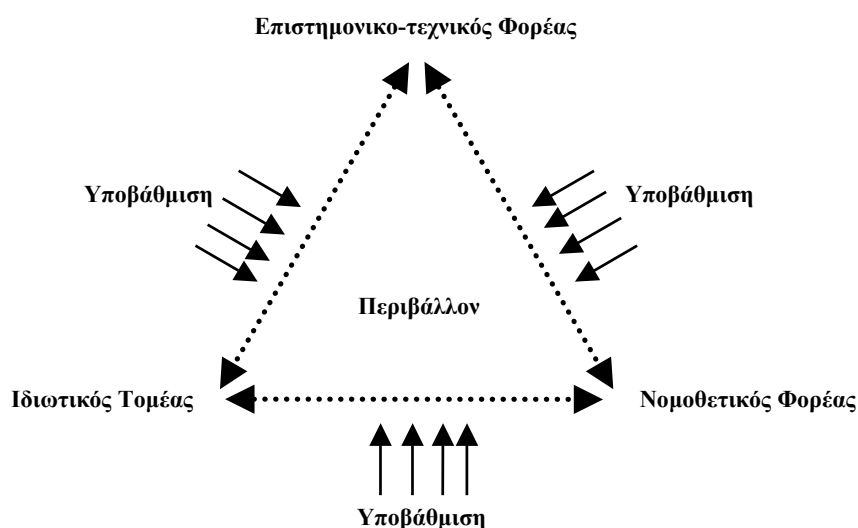 Επιστημονικο-τεχνικός Φορέας
Υποβάθμιση
Υποβάθμιση
Περιβάλλον
Ιδιωτικός Τομέας
Νομοθετικός Φορέας
Υποβάθμιση